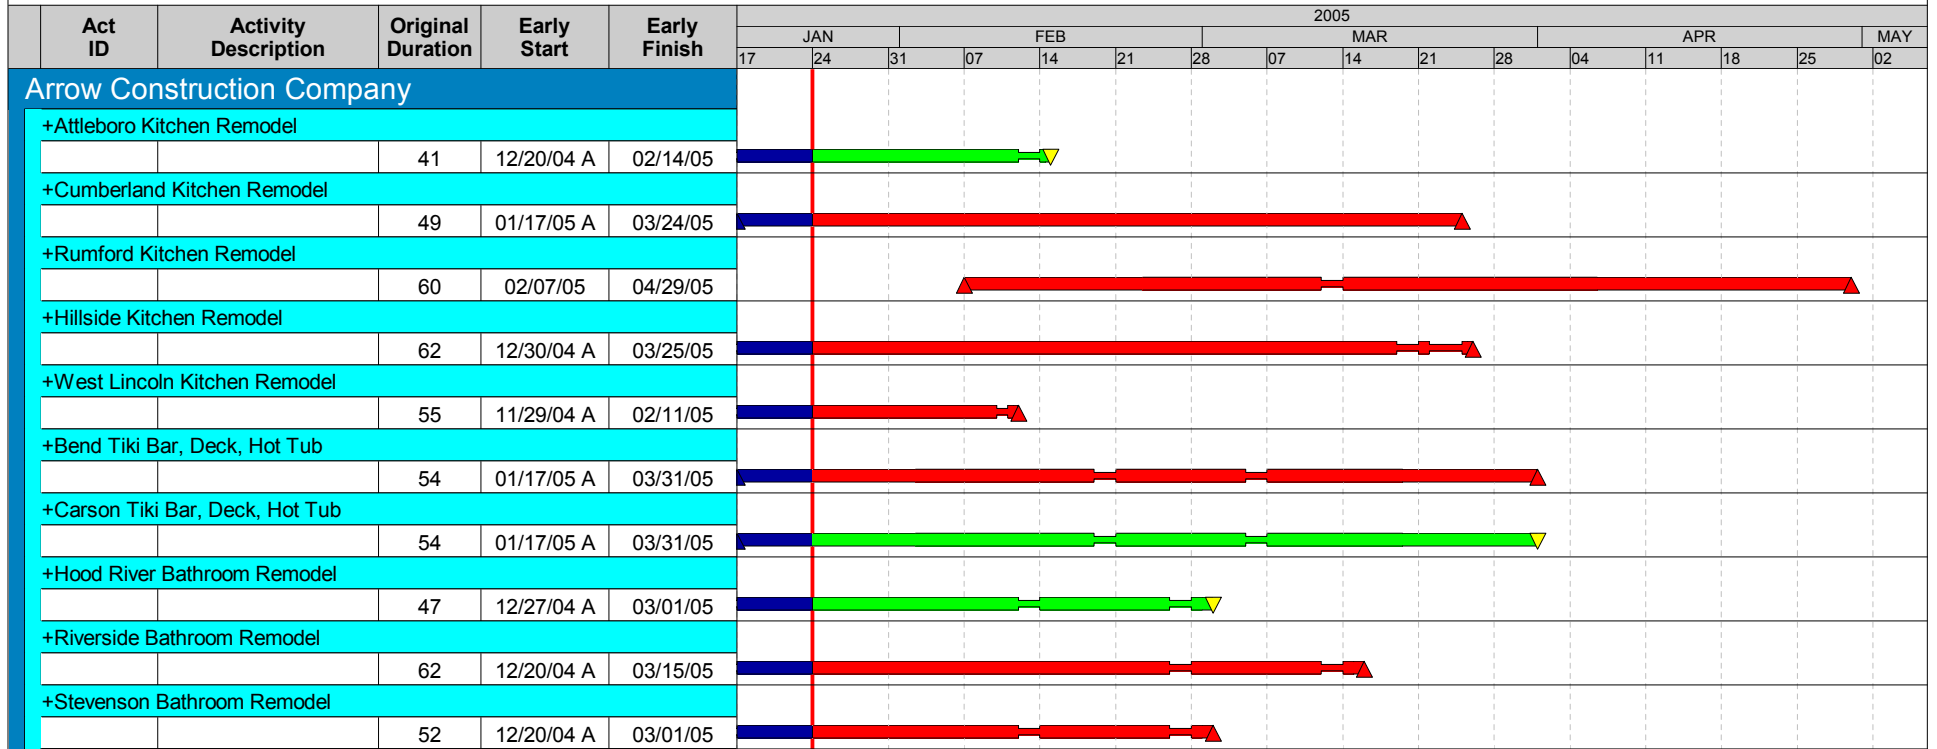 2005
Act ID Activity Description Original Duration Early Start Early Finish
JAN FEB MAR APR MAY
17 24 31 07 14 21 28 07 14 21 28 04 11 18 25 02
Arrow Construction Company
+Attleboro Kitchen Remodel
41 12/20/04 A 02/14/05
+Cumberland Kitchen Remodel
49 01/17/05 A 03/24/05
+Rumford Kitchen Remodel
60 02/07/05 04/29/05
+Hillside Kitchen Remodel
62 12/30/04 A 03/25/05
+West Lincoln Kitchen Remodel
55 11/29/04 A 02/11/05
+Bend Tiki Bar, Deck, Hot Tub
54 01/17/05 A 03/31/05
+Carson Tiki Bar, Deck, Hot Tub
54 01/17/05 A 03/31/05
+Hood River Bathroom Remodel
47 12/27/04 A 03/01/05
+Riverside Bathroom Remodel
62 12/20/04 A 03/15/05
+Stevenson Bathroom Remodel
52 12/20/04 A 03/01/05